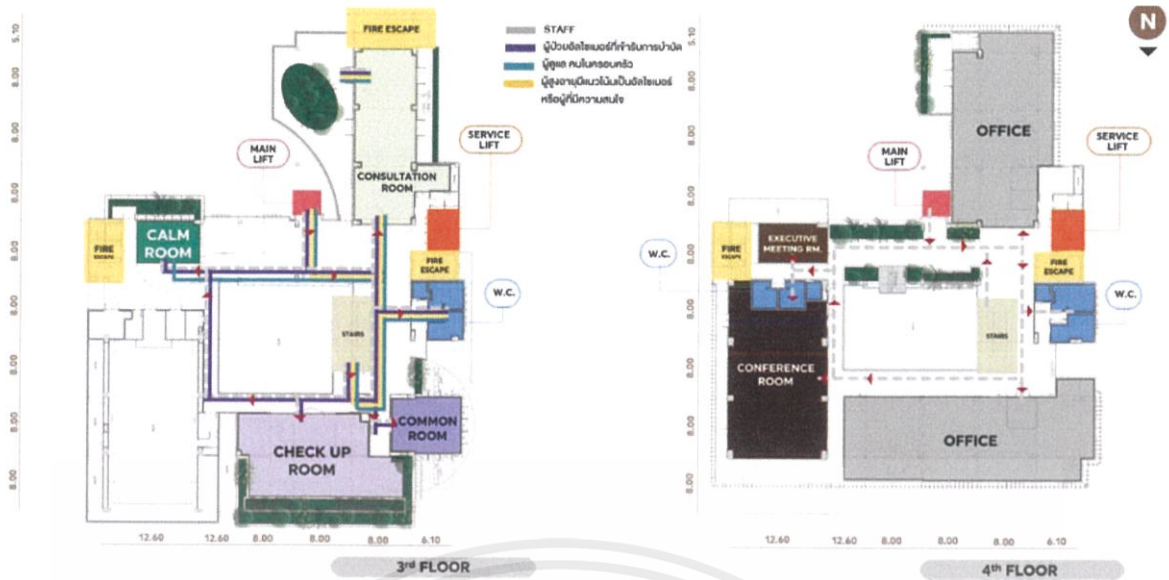 FIRE ESCAPE
STAFF
ผู้ป่วยอัลไซเมอร์ที่เข้ารับการบำบัด
ผู้ดูแล คนในครอบครัว
ผู้สูงอายุมีแนวโน้มเป็นอัลไซเมอร์
หรือผู้ที่มีความสนใจ
MAIN
LIFT
SERVICE
LIFT
CONSULTATION
ROOM
CALM
ROOM
FIRE
ESCAPE
FIRE
ESCAPE
W.C.
STAIRS
COMMON
ROOM
CHECK UP
ROOM
5.10
8.00
8.00
8.00
8.00
8.00
8.00
8.00
8.00
12.60
12.60
8.00
8.00
8.00
6.10
3rd FLOOR
N
OFFICE
MAIN
LIFT
SERVICE
LIFT
EXECUTIVE
MEETING RM.
FIRE
ESCAPE
FIRE
ESCAPE
W.C.
W.C.
STAIRS
CONFERENCE
ROOM
OFFICE
5.10
8.00
8.00
8.00
8.00
8.00
8.00
8.00
8.00
12.60
12.60
8.00
8.00
8.00
6.10
4th FLOOR